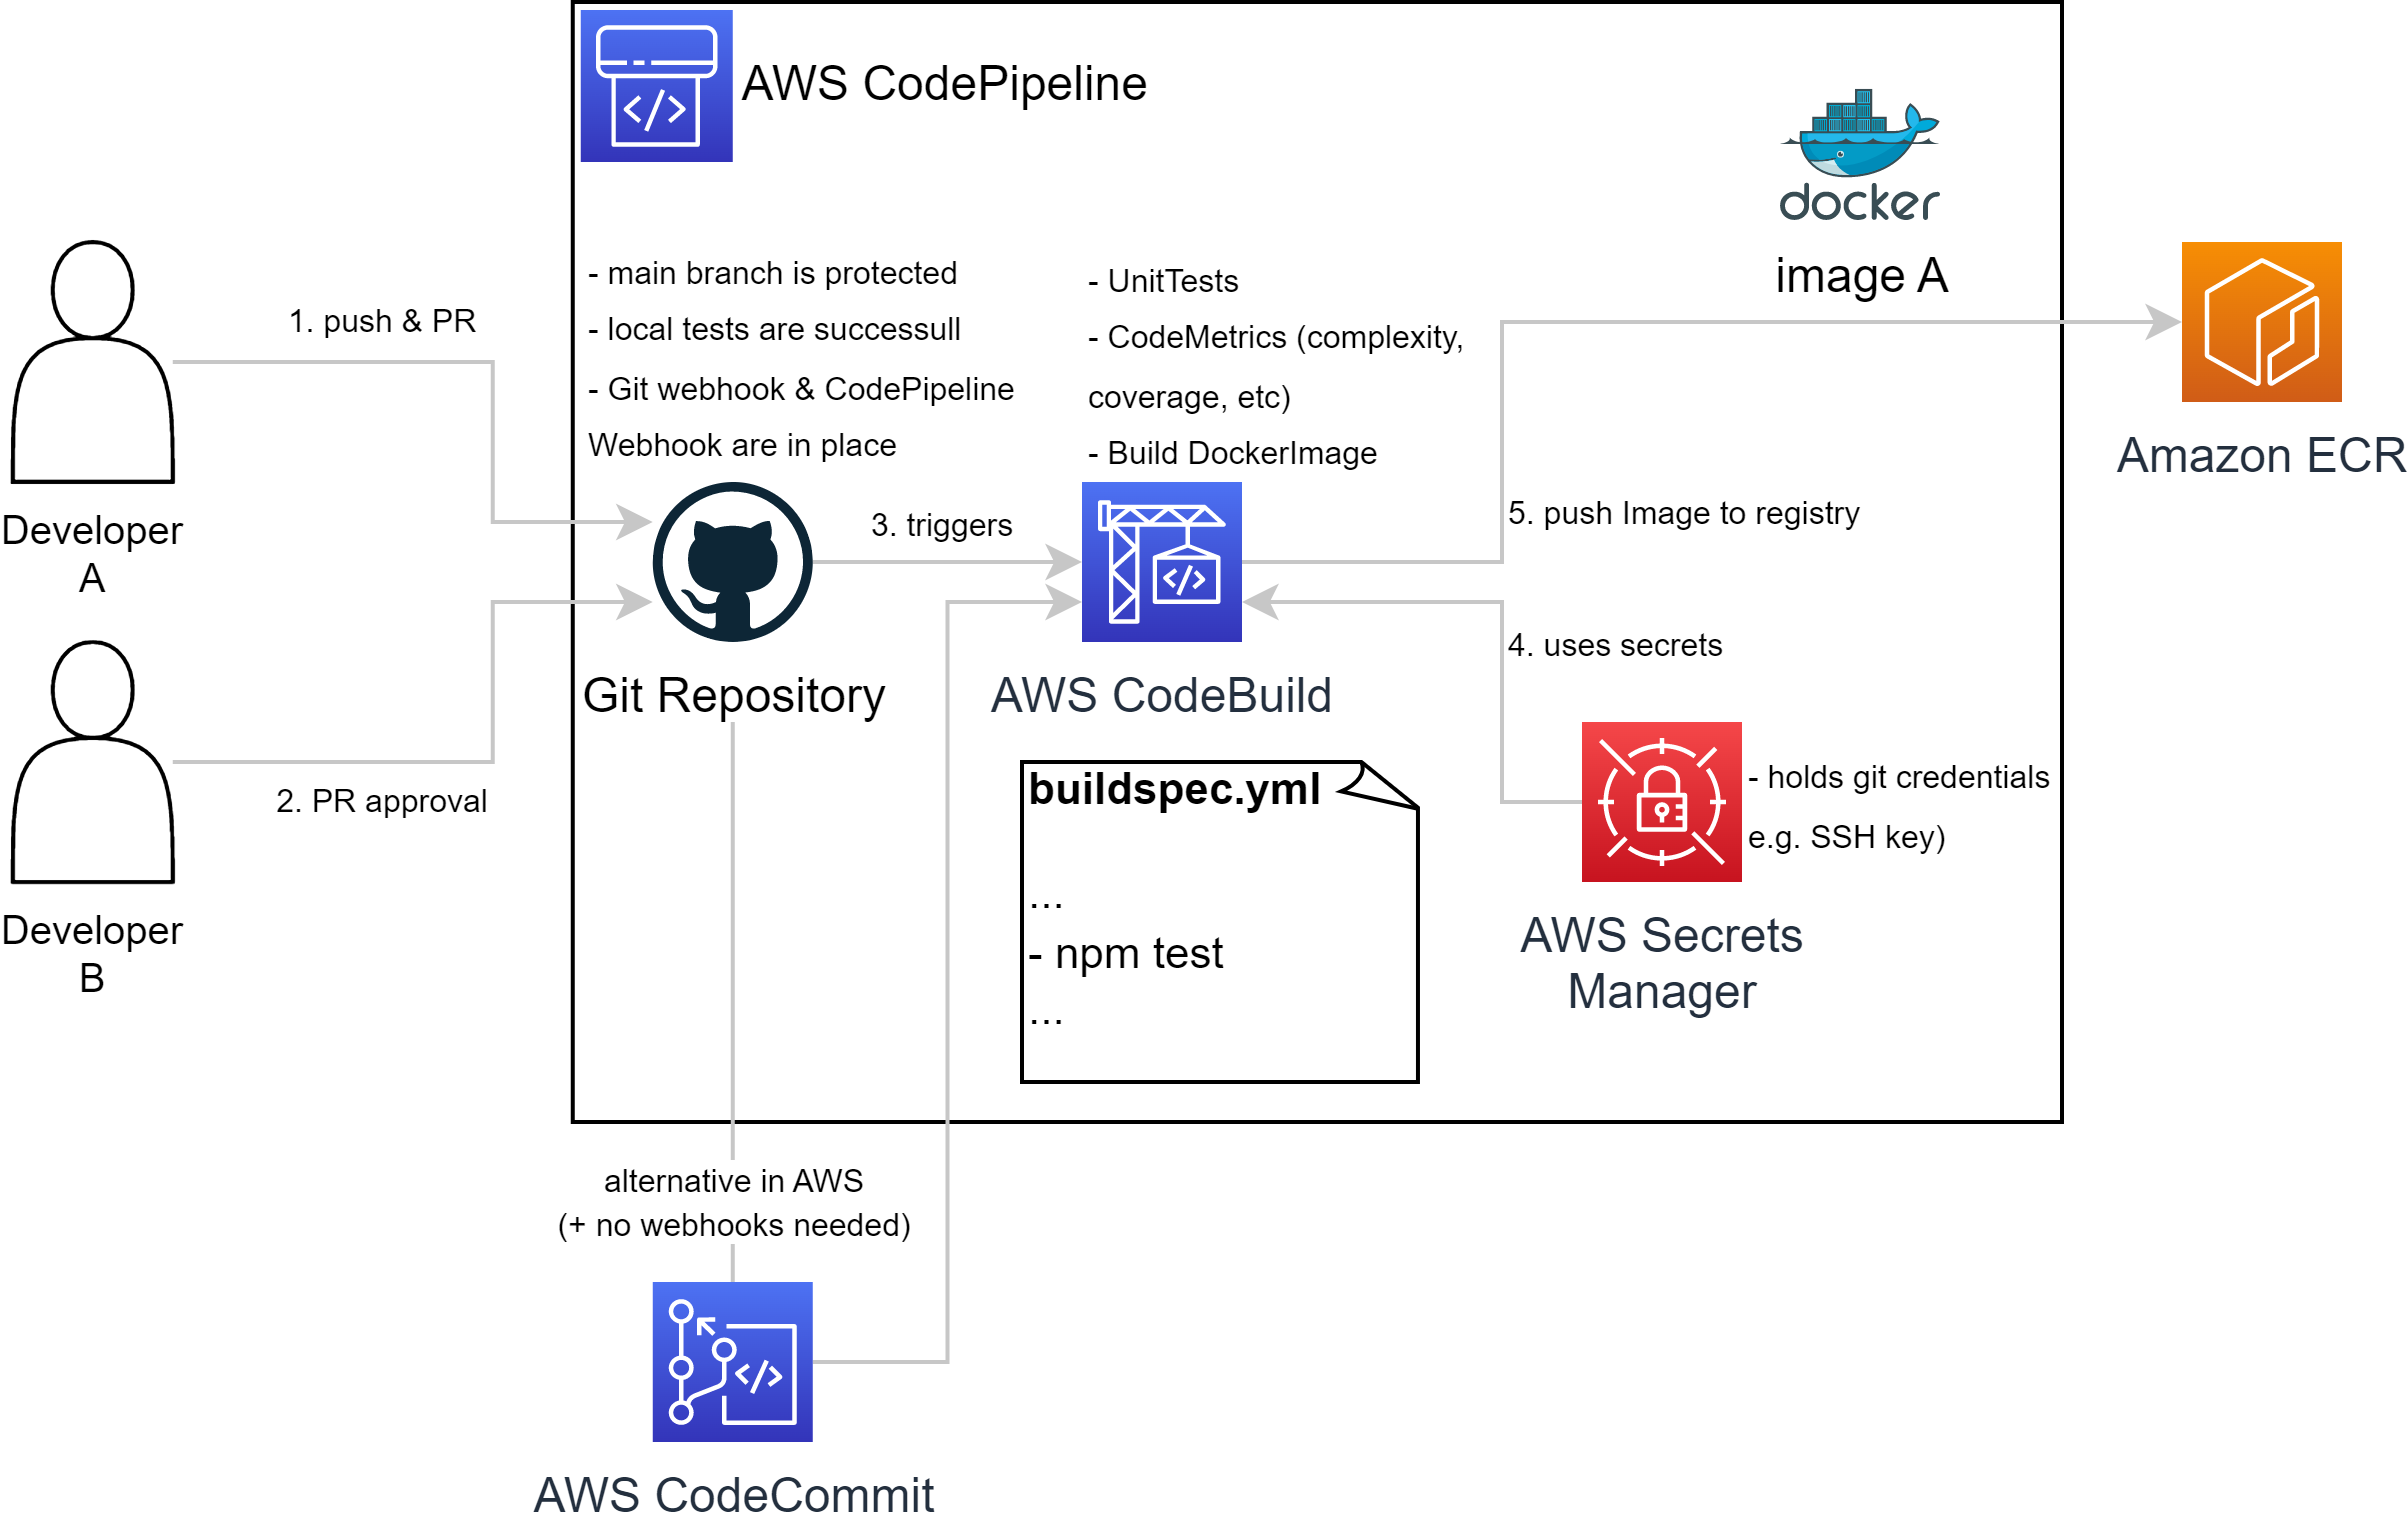 AWS CodePipeline
docker
image A
- main branch is protected
- local tests are successull
- Git webhook & CodePipeline
Webhook are in place
- UnitTests
- CodeMetrics (complexity,
coverage, etc)
- Build DockerImage
1. push & PR
Developer
A
2. PR approval
Developer
B
Git Repository
3. triggers
AWS CodeBuild
5. push Image to registry
Amazon ECR
4. uses secrets
- holds git credentials
e.g. SSH key)
AWS Secrets
Manager
buildspec.yml
...
- npm test
...
alternative in AWS
(+ no webhooks needed)
AWS CodeCommit